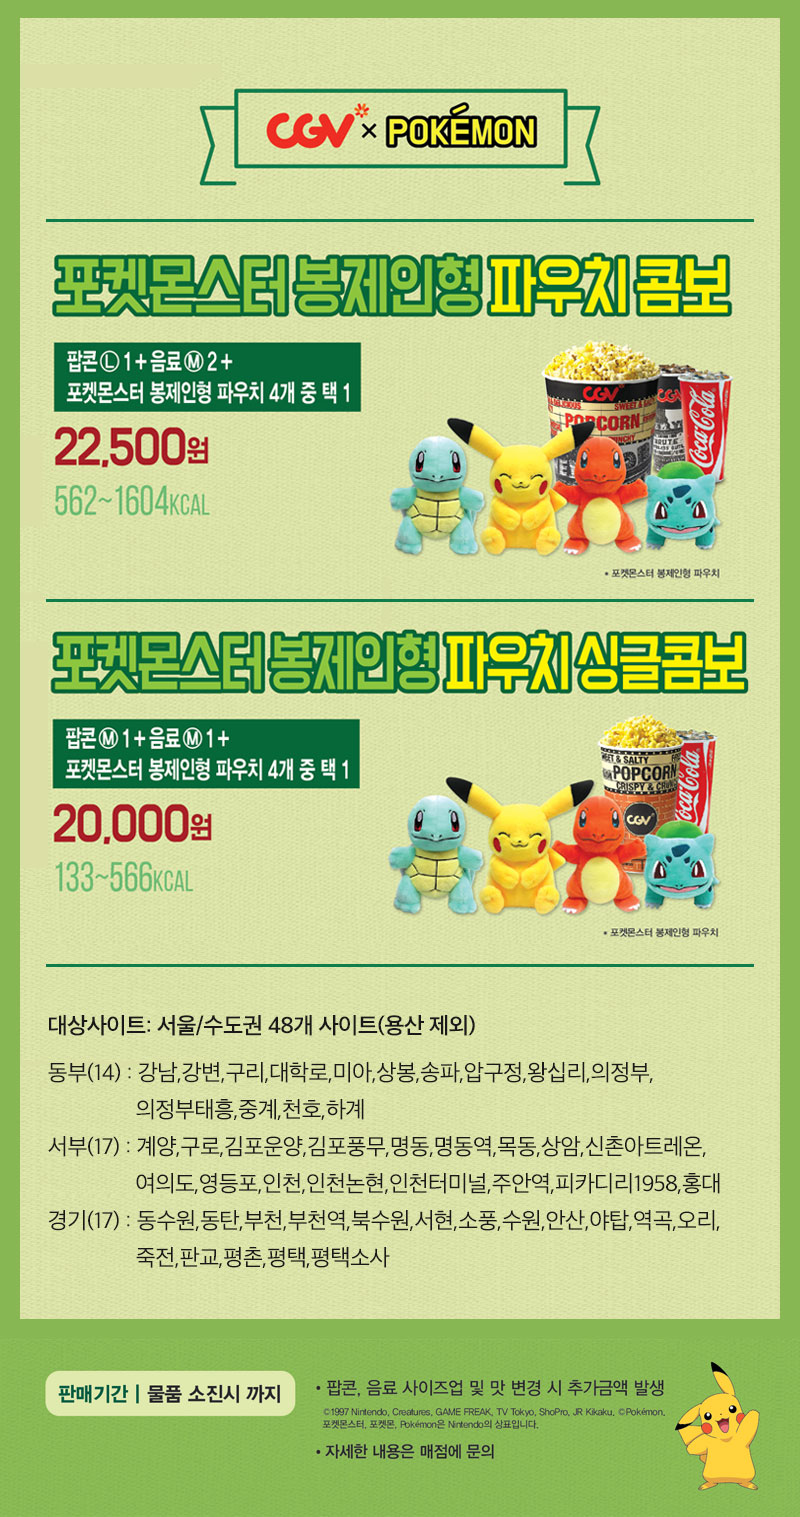 CGV × POKÉMON
포켓몬스터 봉제인형 파우치 콤보
팝콘 Ⓛ 1 + 음료 Ⓜ 2 +
포켓몬스터 봉제인형 파우치 4개 중 택 1
22,500원
562~1604KCAL
CGV
POPCORN
Coca-Cola
* 포켓몬스터 봉제인형 파우치
포켓몬스터 봉제인형 파우치 싱글콤보
팝콘 Ⓜ 1 + 음료 Ⓜ 1 +
포켓몬스터 봉제인형 파우치 4개 중 택 1
20,000원
133~566KCAL
POPCORN
CGV
Coca-Cola
* 포켓몬스터 봉제인형 파우치
대상사이트: 서울/수도권 48개 사이트(용산 제외)
동부(14) : 강남,강변,구리,대학로,미아,상봉,송파,압구정,왕십리,의정부,
의정부태흥,중계,천호,하계
서부(17) : 계양,구로,김포운양,김포풍무,명동,명동역,목동,상암,신촌아트레온,
여의도,영등포,인천,인천논현,인천터미널,주안역,피카디리1958,홍대
경기(17) : 동수원,동탄,부천,부천역,북수원,서현,소풍,수원,안산,야탑,역곡,오리,
죽전,판교,평촌,평택,평택소사
판매기간 | 물품 소진시 까지
• 팝콘, 음료 사이즈업 및 맛 변경 시 추가금액 발생
©1997 Nintendo, Creatures, GAME FREAK, TV Tokyo, ShoPro, JR Kikaku. ©Pokémon.
포켓몬스터, 포켓몬, Pokémon은 Nintendo의 상표입니다.
• 자세한 내용은 매점에 문의